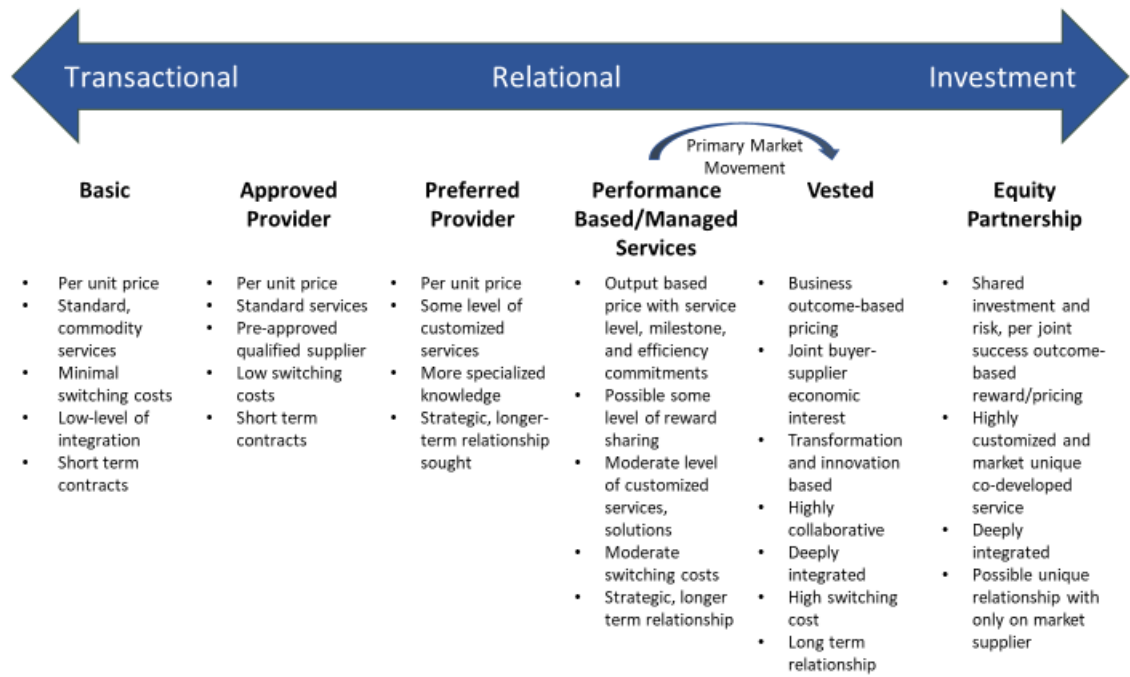 Transactional
Relational
Investment
Primary Market
Movement
Basic
• Per unit price
• Standard,
commodity
services
• Minimal
switching costs
• Low-level of
integration
• Short term
contracts
Approved
Provider
• Per unit price
• Standard services
• Pre-approved
qualified supplier
• Low switching
costs
• Short term
contracts
Preferred
Provider
• Per unit price
• Some level of
customized
services
• More specialized
knowledge
• Strategic, longer-
term relationship
sought
Performance
Based/Managed
Services
• Output based
price with service
level, milestone,
and efficiency
commitments
• Possible some
level of reward
sharing
• Moderate level
of customized
services,
solutions
• Moderate
switching costs
• Strategic, longer
term relationship
Vested
• Business
outcome-based
pricing
• Joint buyer-
supplier
economic
interest
• Transformation
and innovation
based
• Highly
collaborative
• Deeply
integrated
• High switching
cost
• Long term
relationship
Equity
Partnership
• Shared
investment and
risk, per joint
success outcome-
based
reward/pricing
• Highly
customized and
market unique
co-developed
service
• Deeply
integrated
• Possible unique
relationship with
only on market
supplier